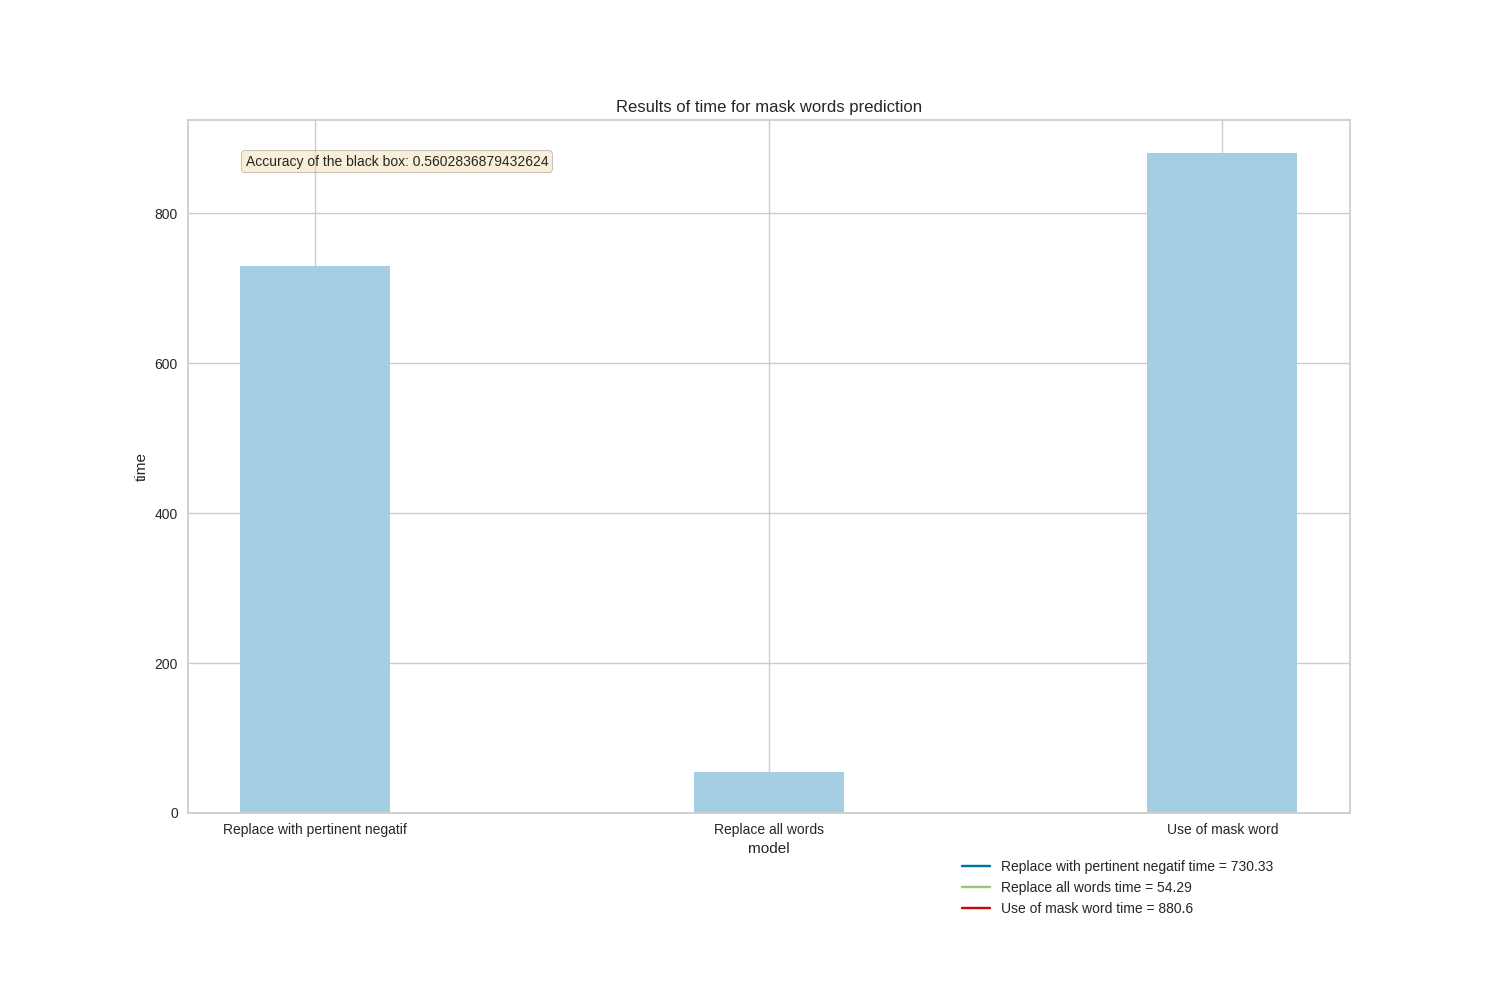 Results of time for mask words prediction
Accuracy of the black box: 0.5602836879432624
800
600
400
200
0
time
Replace with pertinent negatif
Replace all words
Use of mask word
model
Replace with pertinent negatif time = 730.33
Replace all words time = 54.29
Use of mask word time = 880.6